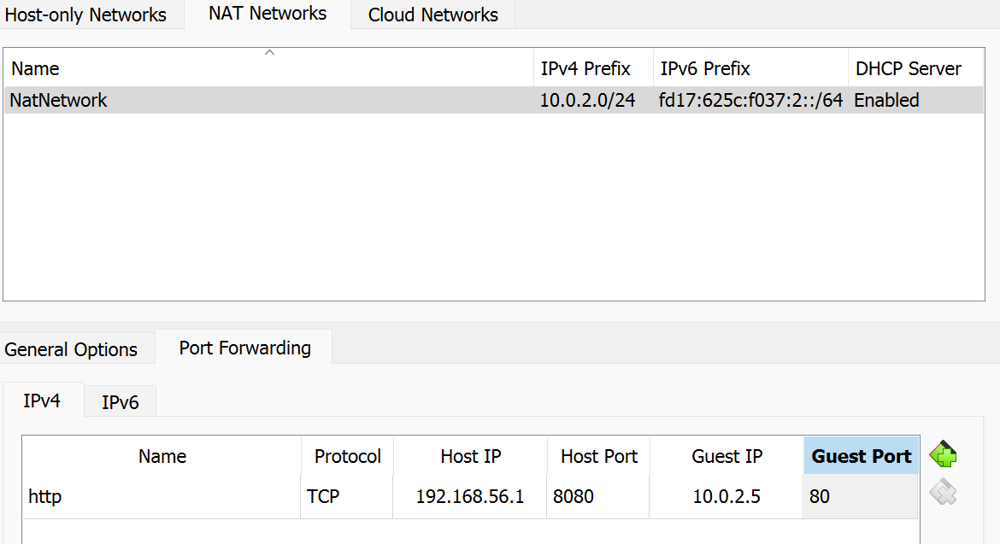 Host-only Networks NAT Networks Cloud Networks
Name IPv4 Prefix IPv6 Prefix DHCP Server
NatNetwork 10.0.2.0/24 fd17:625c:f037:2::/64 Enabled
General Options Port Forwarding
IPv4 IPv6
Name Protocol Host IP Host Port Guest IP Guest Port
http TCP 192.168.56.1 8080 10.0.2.5 80